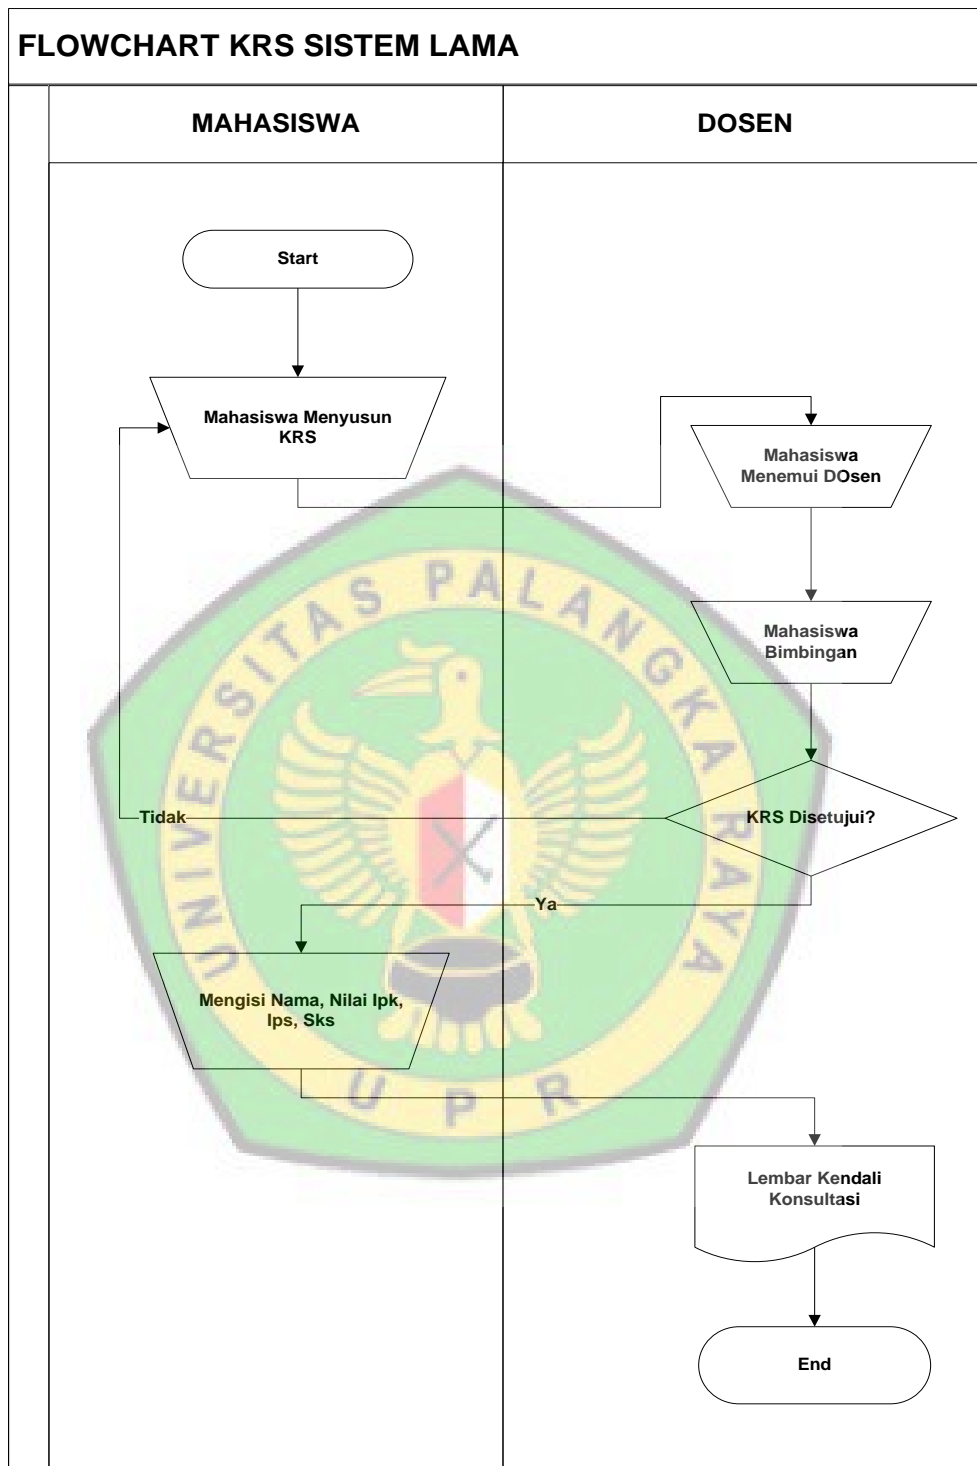 FLOWCHART KRS SISTEM LAMA
MAHASISWA
DOSEN
Start
Mahasiswa Menyusun
KRS
Mahasiswa
Menemui DOsen
Mahasiswa
Bimbingan
KRS Disetujui?
Tidak
Ya
Mengisi Nama, Nilai Ipk,
Ips, Sks
Lembar Kendali
Konsultasi
End
UNIVERSITAS PALANGKA RAYA
UPR